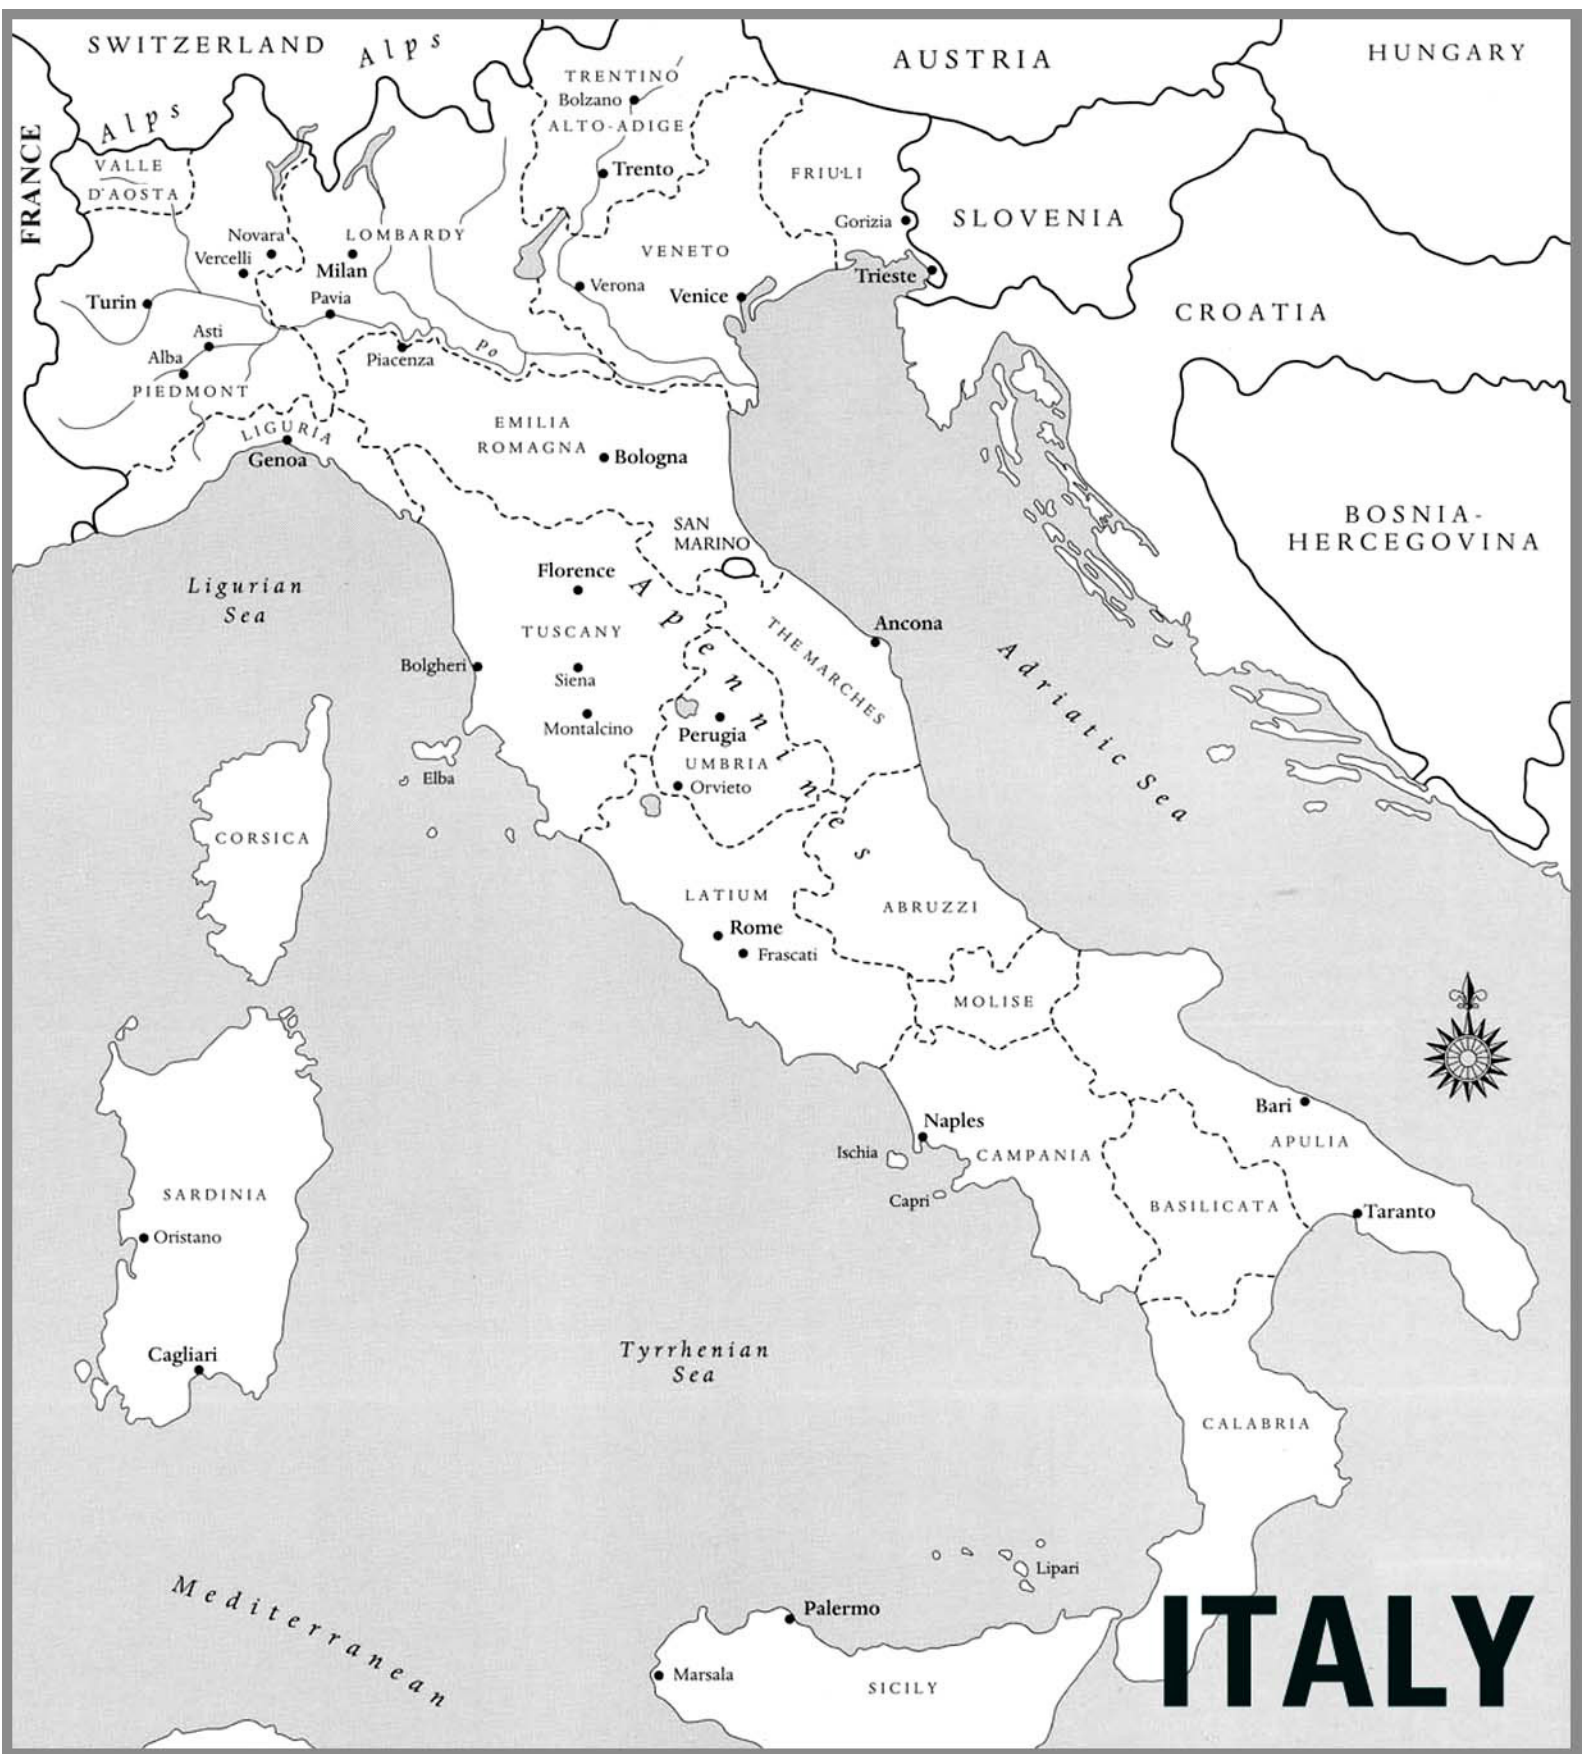 SWITZERLAND
Alps
AUSTRIA
HUNGARY
TRENTINO
Bolzano
ALTO-ADIGE
Alps
FRANCE
VALLE
D'AOSTA
Trento
FRIULI
Gorizia
SLOVENIA
Novara
LOMBARDY
VENETO
Vercelli
Milan
Trieste
Verona
Venice
Turin
Pavia
CROATIA
Asti
Po
Alba
Piacenza
PIEDMONT
EMILIA
ROMAGNA
LIGURIA
Genoa
Bologna
SAN
MARINO
BOSNIA-
HERCEGOVINA
Ligurian
Sea
Florence
Apennines
TUSCANY
THE MARCHES
Ancona
Adriatic Sea
Bolgheri
Siena
Montalcino
Perugia
UMBRIA
Elba
Orvieto
CORSICA
LATIUM
ABRUZZI
Rome
Frascati
MOLISE
Bari
Naples
APULIA
Ischia
CAMPANIA
Capri
BASILICATA
Taranto
SARDINIA
Oristano
Cagliari
Tyrrhenian
Sea
CALABRIA
Lipari
Mediterranean
Palermo
ITALY
Marsala
SICILY